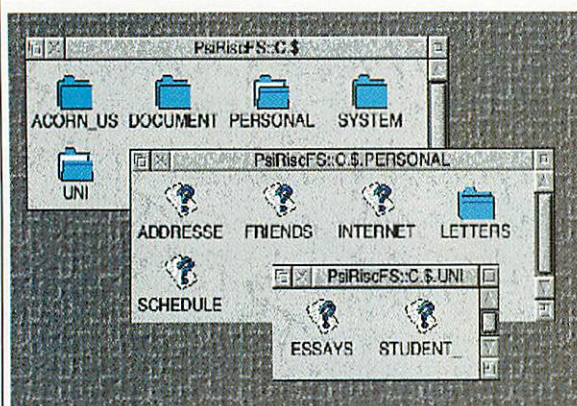 PsiRiscFS::C.$
ACORN_US DOCUMENT PERSONAL SYSTEM
UNI
PsiRiscFS::C.$.PERSONAL
ADDRESSE FRIENDS INTERNET LETTERS
SCHEDULE
PsiRiscFS::C.$.UNI
ESSAYS STUDENT_